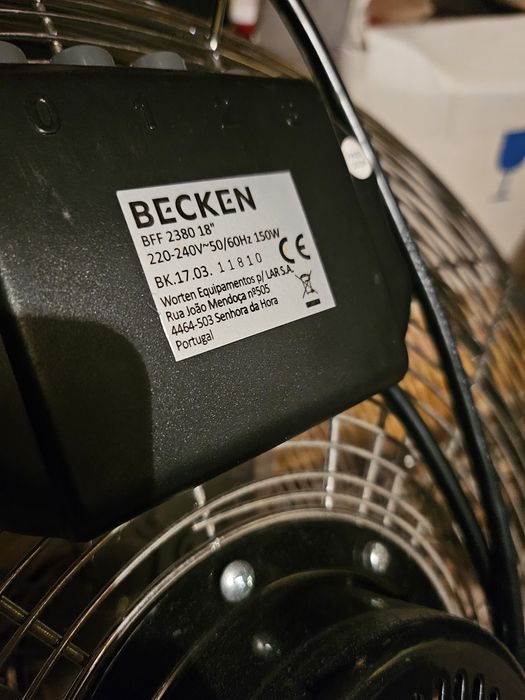 0 1 2 3
BECKEN
BFF 2380 18"
220-240V~50/60Hz 150W
CE
BK.17.03. 11810
Worten Equipamentos p/ LAR S.A.
Rua João Mendoça nº505
4464-503 Senhora da Hora
Portugal